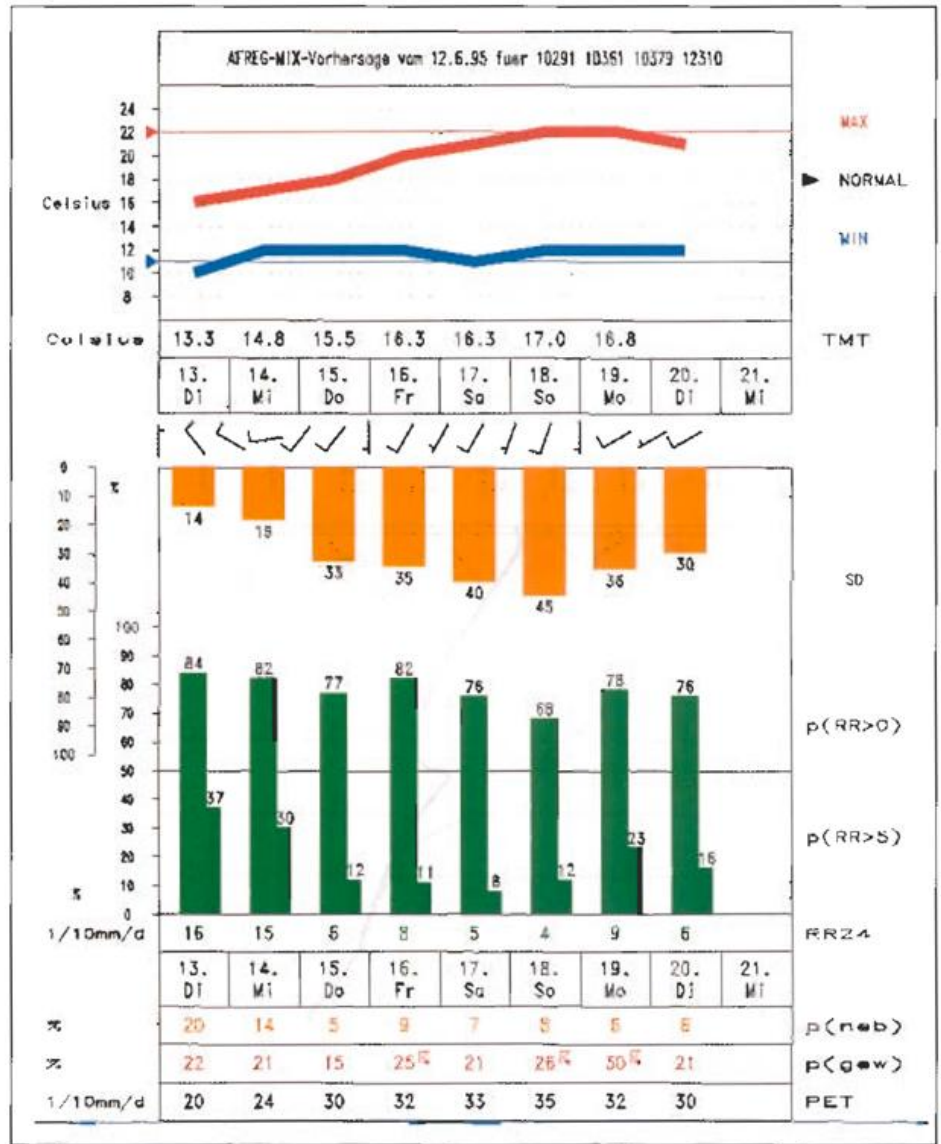 AFREG-MIX-Vorhersage vom 12.6.95 fuer 10291 10361 10379 12310
24
22
20
18
Celsius 16
14
12
10
8
MAX
NORMAL
MIN
Celsius 13.3 14.8 15.5 16.3 16.3 17.0 16.8 TMT
13. 14. 15. 16. 17. 18. 19. 20. 21.
Di Mi Do Fr Sa So Mo Di Mi
0 %
10
20
30
40
50
60
70
80
90
100
14 33 35 40 45 36 30
SD
100
90
80
70
60
50
40
30
20
10
0
%
84 82 77 82 76 68 78 76
p(RR>0)
37 30 12 11 8 12 23 16
p(RR>5)
1/10mm/d 16 15 6 8 5 4 9 6 RR24
13. 14. 15. 16. 17. 18. 19. 20. 21.
Di Mi Do Fr Sa So Mo Di Mi
% 20 14 5 9 7 6 p(neb)
% 22 21 15 25 21 26 21 p(gew)
1/10mm/d 20 24 30 32 33 35 32 30 PET